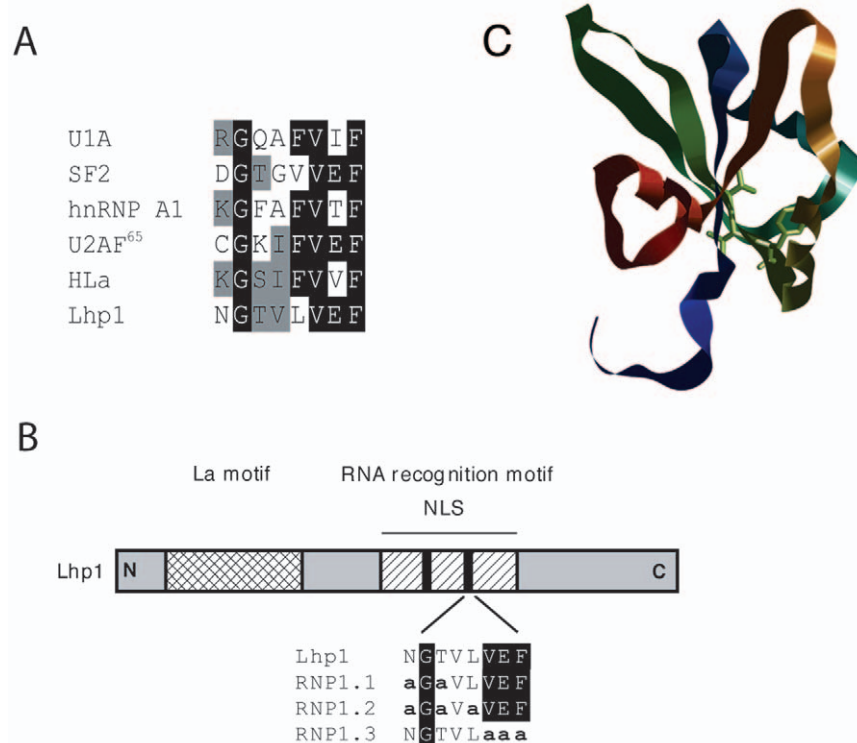 A
U1A RGQAFVIF
SF2 DGTGVVEF
hnRNP A1 KGFAFVTF
U2AF65 CGKIFVEF
HLa KGSIFVVF
Lhp1 NGTVLVEF
C
B
La motif RNA recognition motif
NLS
Lhp1 N C
Lhp1 NGTVLVEF
RNP1.1 aGaVLVEF
RNP1.2 aGaVaVEF
RNP1.3 NGTVLaaa